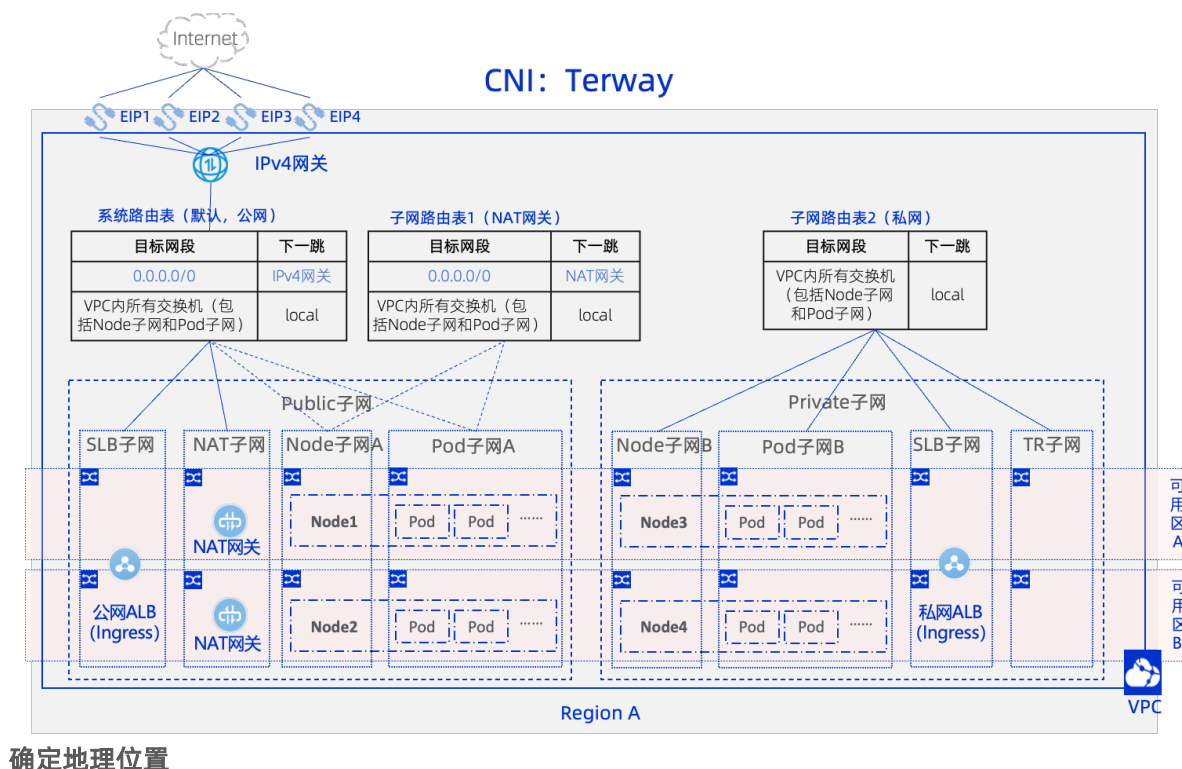 Internet
CNI：Terway
EIP1
EIP2
EIP3
EIP4
IPv4网关
系统路由表（默认，公网）
目标网段
下一跳
0.0.0.0/0
IPv4网关
VPC内所有交换机（包
括Node子网和Pod子网）
local
子网路由表1（NAT网关）
目标网段
下一跳
0.0.0.0/0
NAT网关
VPC内所有交换机（包
括Node子网和Pod子网）
local
子网路由表2（私网）
目标网段
下一跳
VPC内所有交换机
（包括Node子网
和Pod子网）
local
Public子网
SLB子网
NAT子网
Node子网A
Pod子网A
NAT网关
Node1
Pod
Pod
……
公网ALB
(Ingress)
NAT网关
Node2
Pod
Pod
……
Private子网
Node子网B
Pod子网B
SLB子网
TR子网
Node3
Pod
Pod
……
Node4
Pod
Pod
……
私网ALB
(Ingress)
可
用
区
A
可
用
区
B
VPC
Region A
确定地理位置